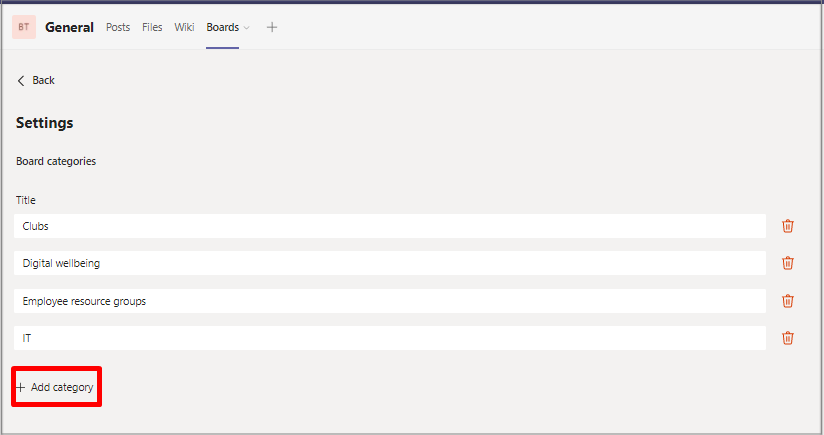 BT General Posts Files Wiki Boards
Back
Settings
Board categories
Title
Clubs
Digital wellbeing
Employee resource groups
IT
+ Add category